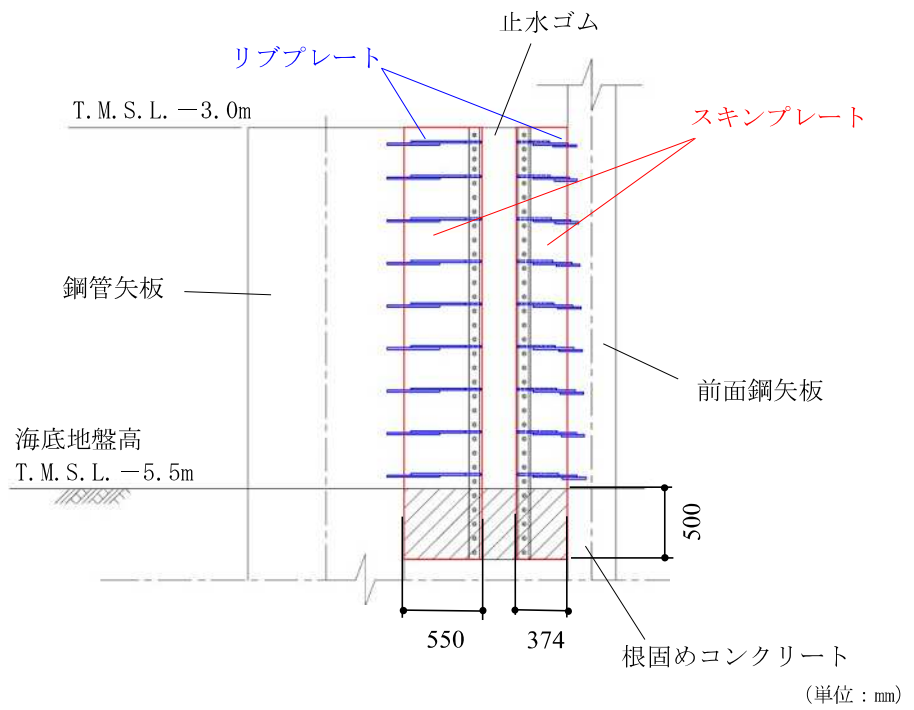 止水ゴム
リブプレート
T.M.S.L.－3.0m
スキンプレート
鋼管矢板
前面鋼矢板
海底地盤高
T.M.S.L.－5.5m
500
550
374
根固めコンクリート
(単位：mm)